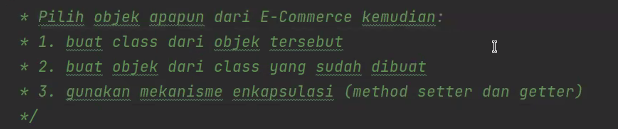 * Pilih objek apapun dari E-Commerce kemudian:
* 1. buat class dari objek tersebut
* 2. buat objek dari class yang sudah dibuat
* 3. gunakan mekanisme enkapsulasi (method setter dan getter)
*/